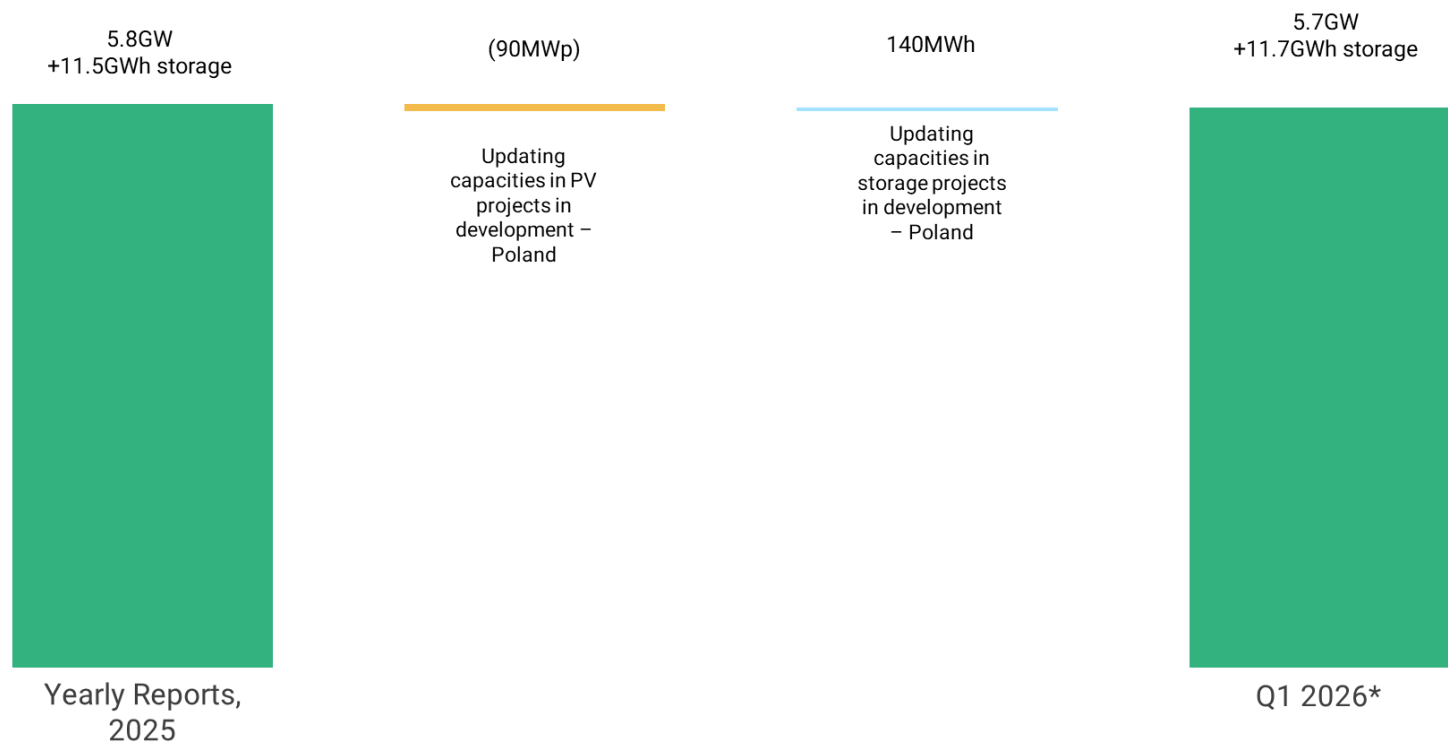 5.8GW
+11.5GWh storage
(90MWp)
140MWh
5.7GW
+11.7GWh storage
Updating
capacities in PV
projects in
development –
Poland
Updating
capacities in
storage projects
in development
– Poland
Yearly Reports,
2025
Q1 2026*